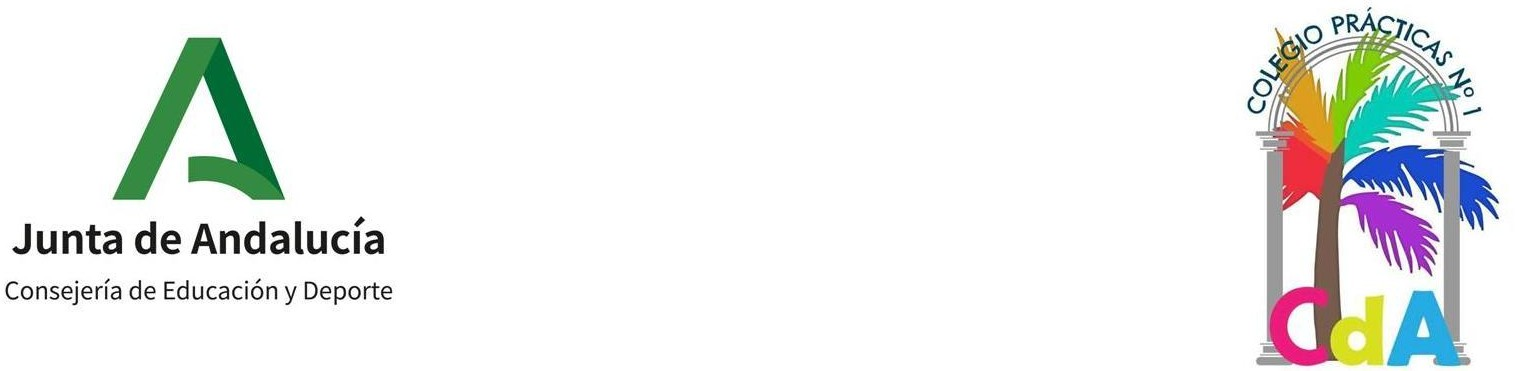 Junta de Andalucía
Consejería de Educación y Deporte
COLEGIO PRÁCTICAS Nº 1
CdA